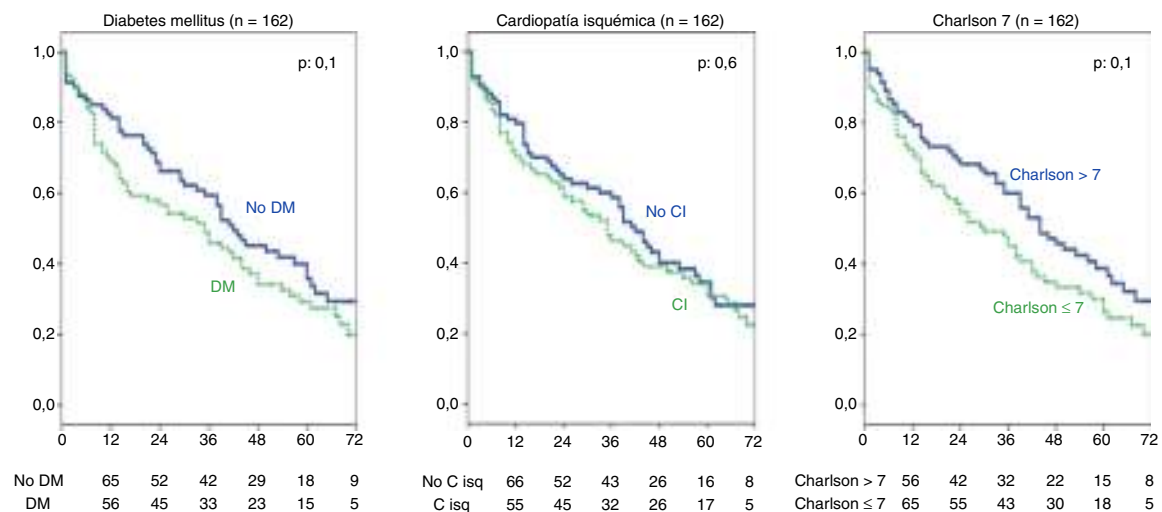 Diabetes mellitus (n = 162)
1,0
0,8
0,6
0,4
0,2
0,0
p: 0,1
No DM
DM
0 12 24 36 48 60 72
No DM 65 52 42 29 18 9
DM 56 45 33 23 15 5
Cardiopatía isquémica (n = 162)
1,0
0,8
0,6
0,4
0,2
0,0
p: 0,6
No CI
CI
0 12 24 36 48 60 72
No C isq 66 52 43 26 16 8
C isq 55 45 32 26 17 5
Charlson 7 (n = 162)
1,0
0,8
0,6
0,4
0,2
0,0
p: 0,1
Charlson > 7
Charlson ≤ 7
0 12 24 36 48 60 72
Charlson > 7 56 42 32 22 15 8
Charlson ≤ 7 65 55 43 30 18 5